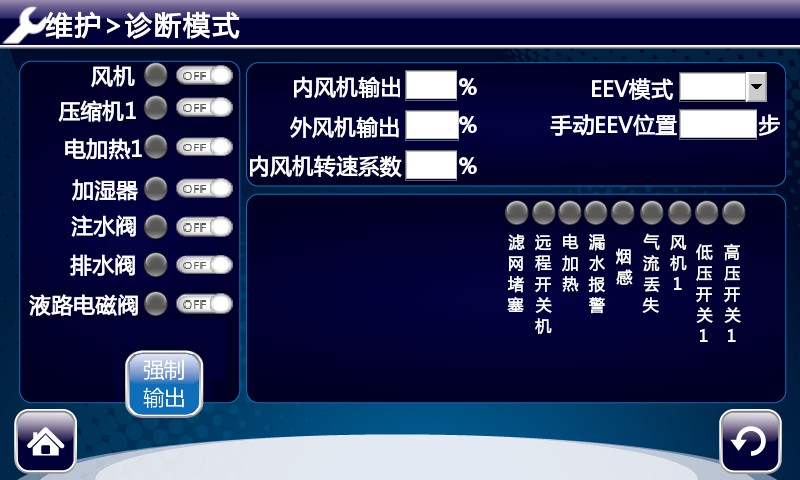 维护>诊断模式
风机 OFF
压缩机1 OFF
电加热1 OFF
加湿器 OFF
注水阀 OFF
排水阀 OFF
液路电磁阀 OFF
强制
输出
内风机输出 %
外风机输出 %
内风机转速系数 %
EEV模式
手动EEV位置 步
滤网堵塞
远程开关机
电加热
漏水报警
烟感
气流丢失
风机1
低压开关1
高压开关1